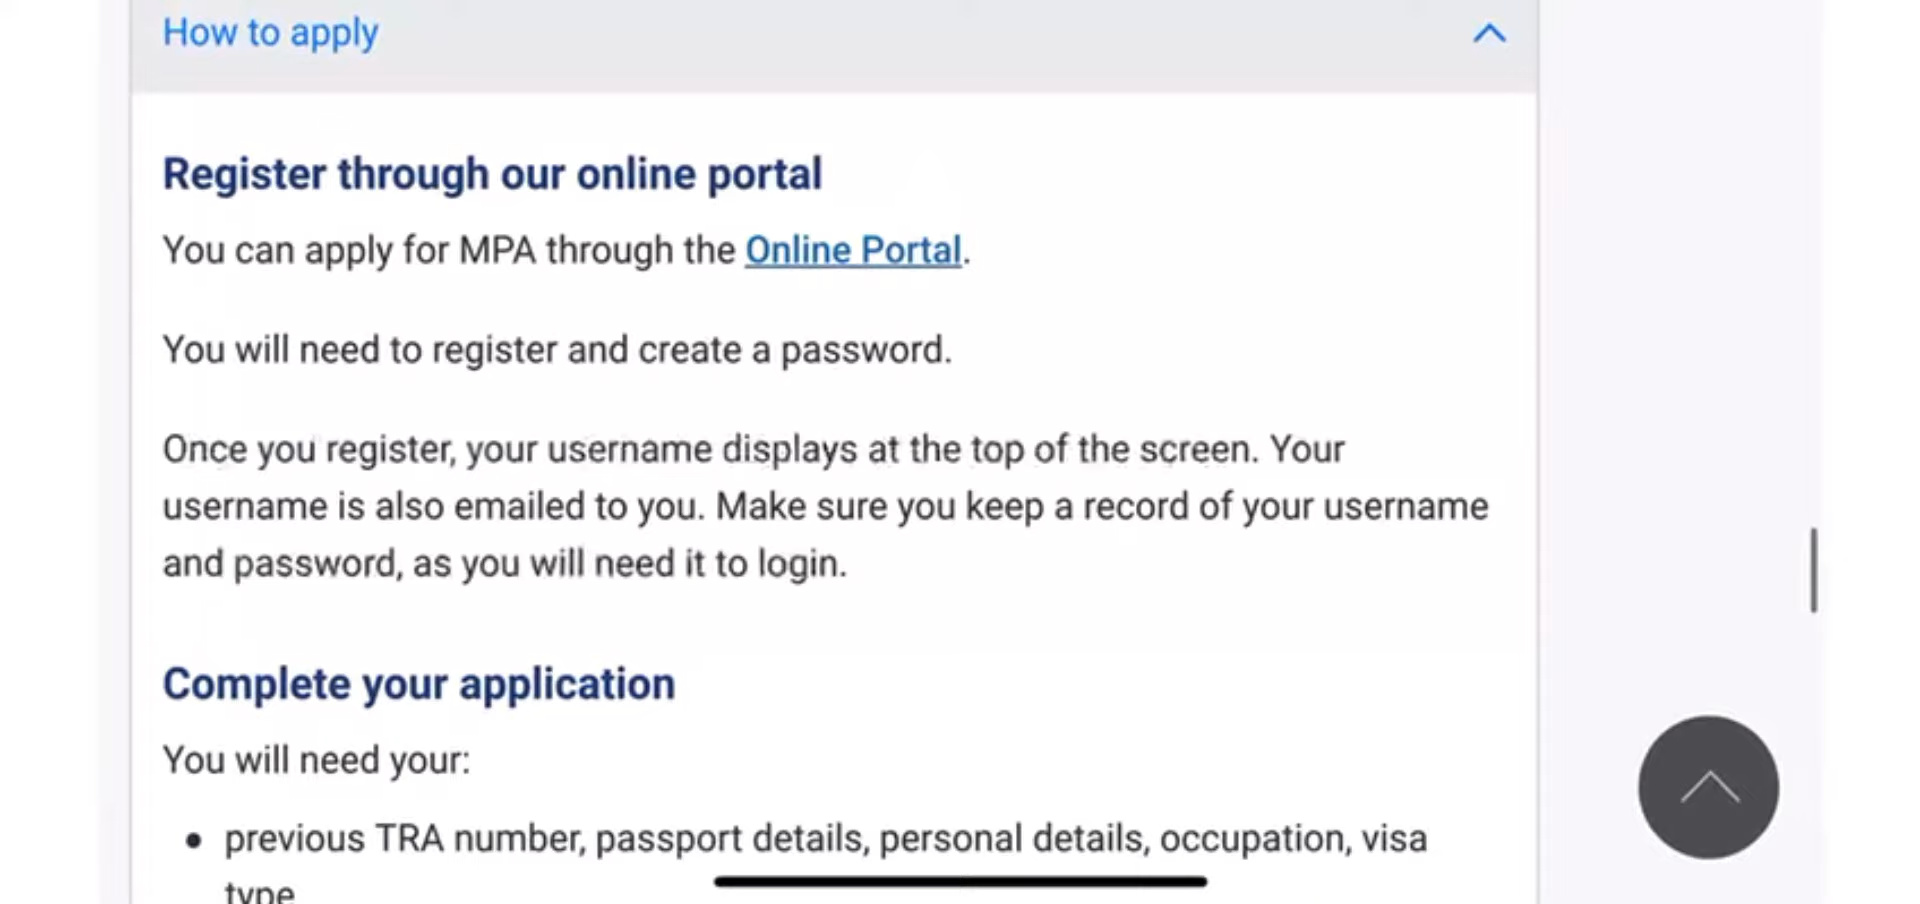 How to apply
Register through our online portal
You can apply for MPA through the Online Portal.
You will need to register and create a password.
Once you register, your username displays at the top of the screen. Your
username is also emailed to you. Make sure you keep a record of your username
and password, as you will need it to login.
Complete your application
You will need your:
• previous TRA number, passport details, personal details, occupation, visa
type